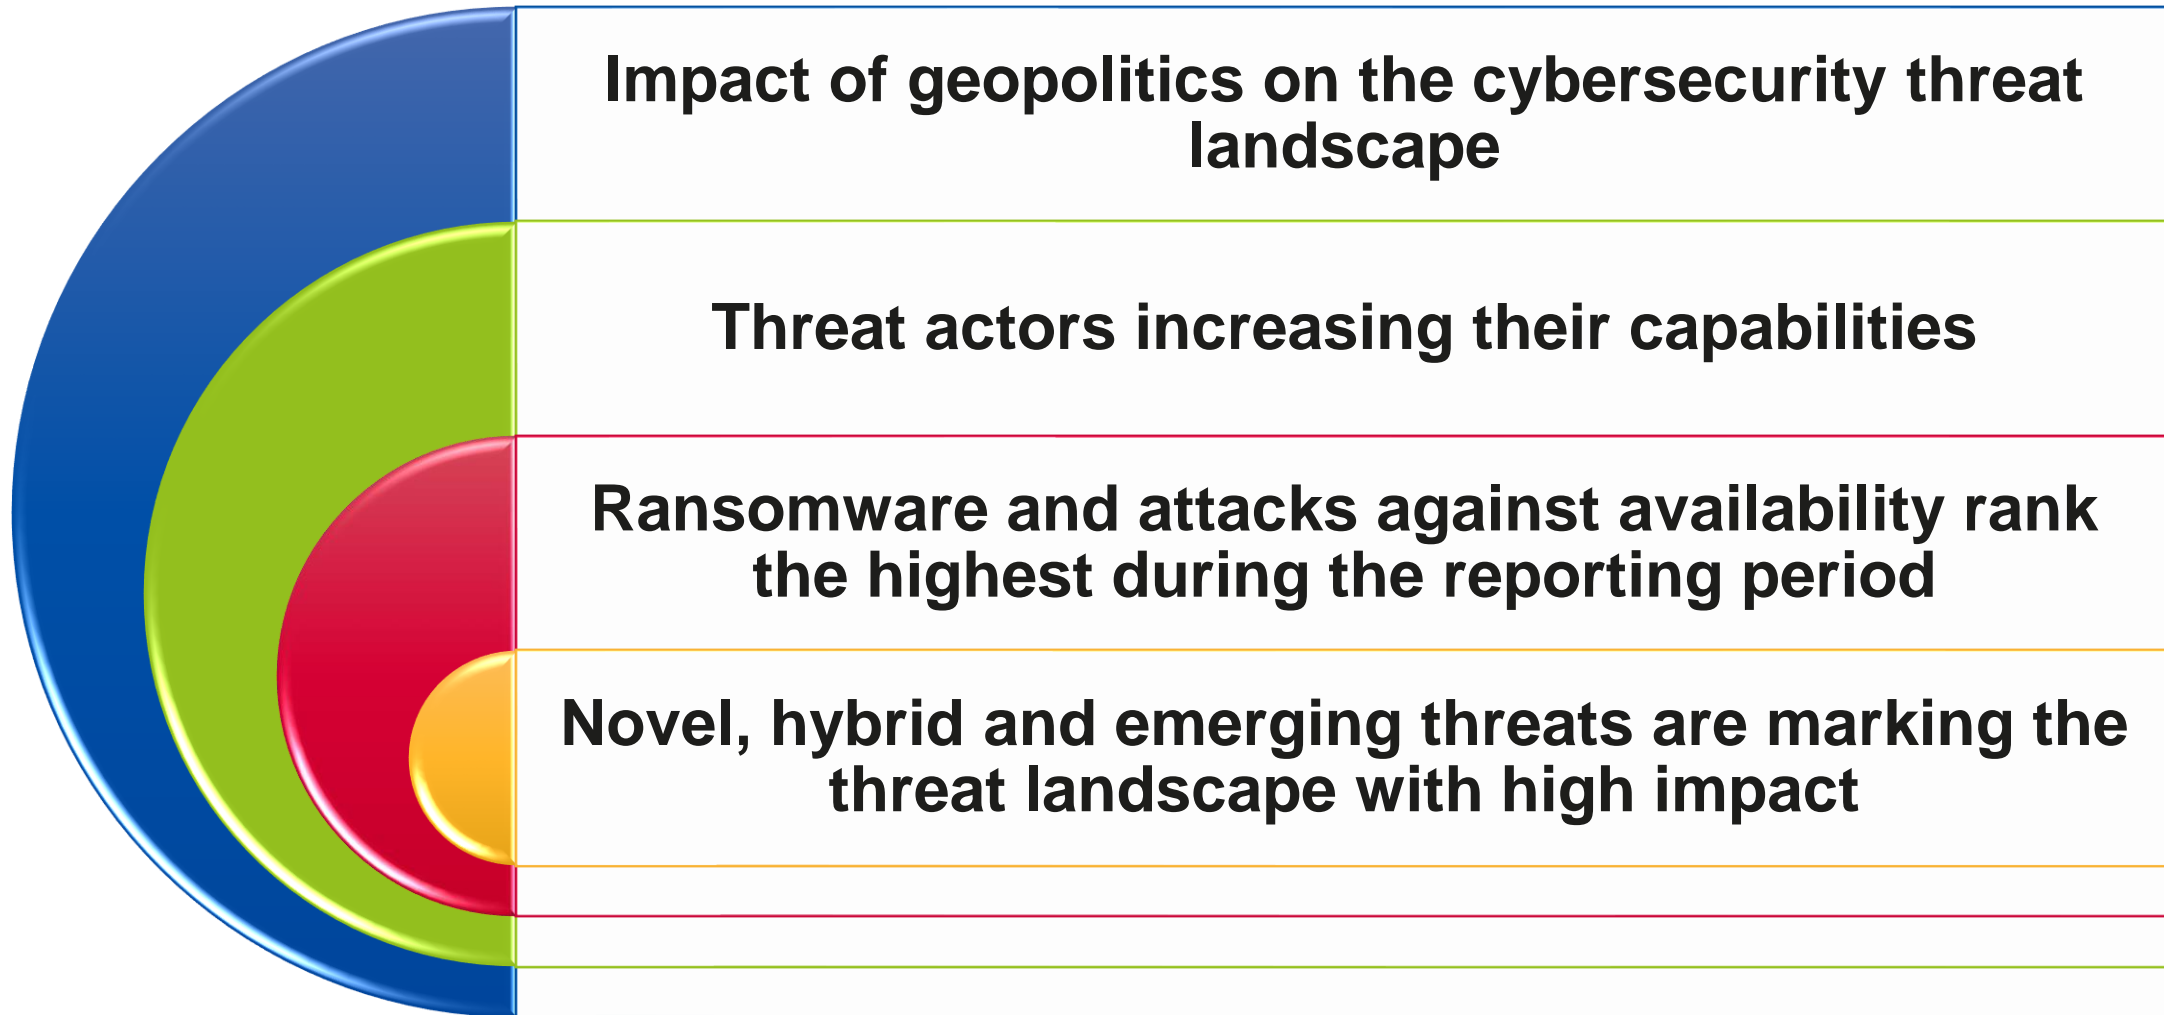 Impact of geopolitics on the cybersecurity threat
landscape
Threat actors increasing their capabilities
Ransomware and attacks against availability rank
the highest during the reporting period
Novel, hybrid and emerging threats are marking the
threat landscape with high impact